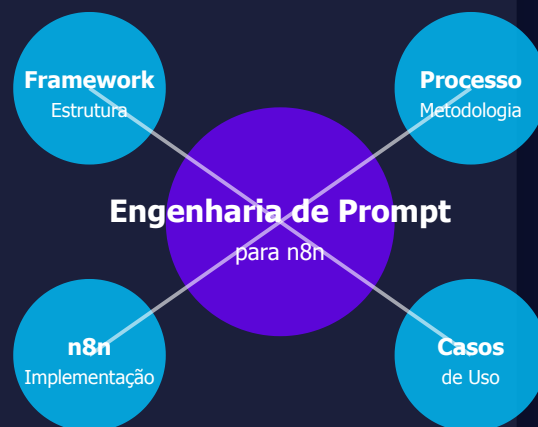 Framework
Estrutura
Processo
Metodologia
Engenharia de Prompt
para n8n
n8n
Implementação
Casos
de Uso